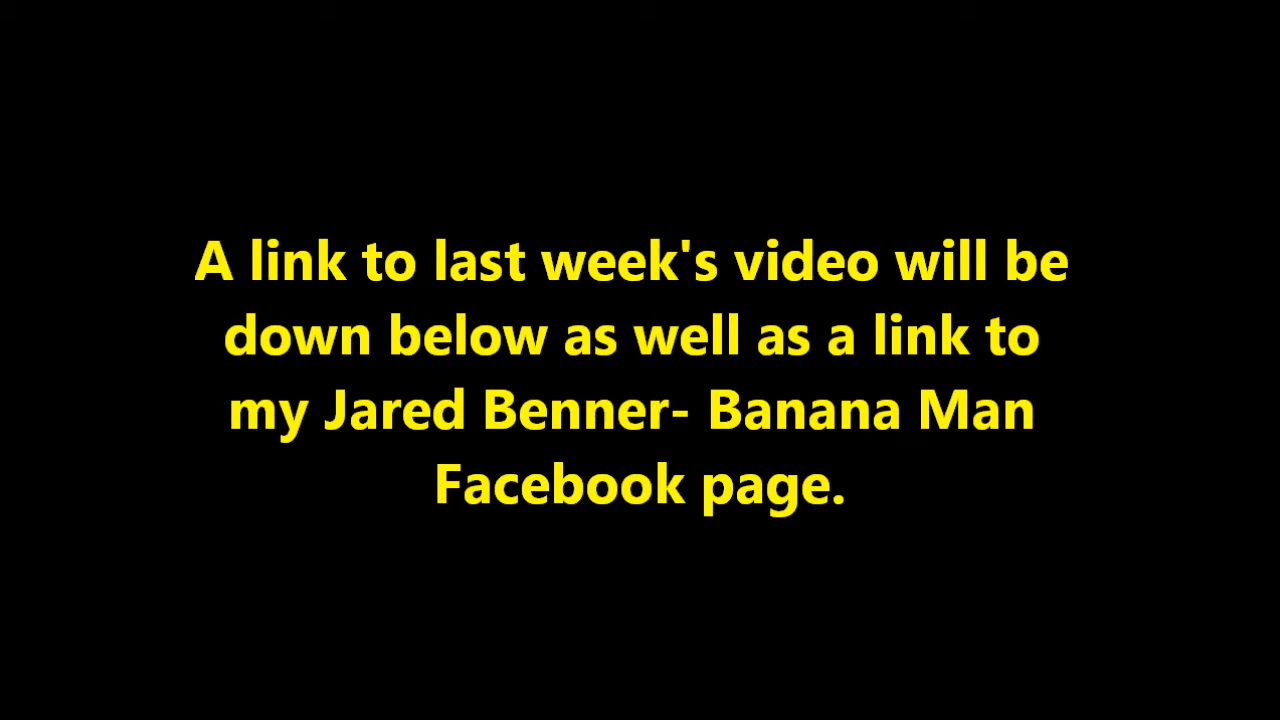 A link to last week's video will be
down below as well as a link to
my Jared Benner- Banana Man
Facebook page.